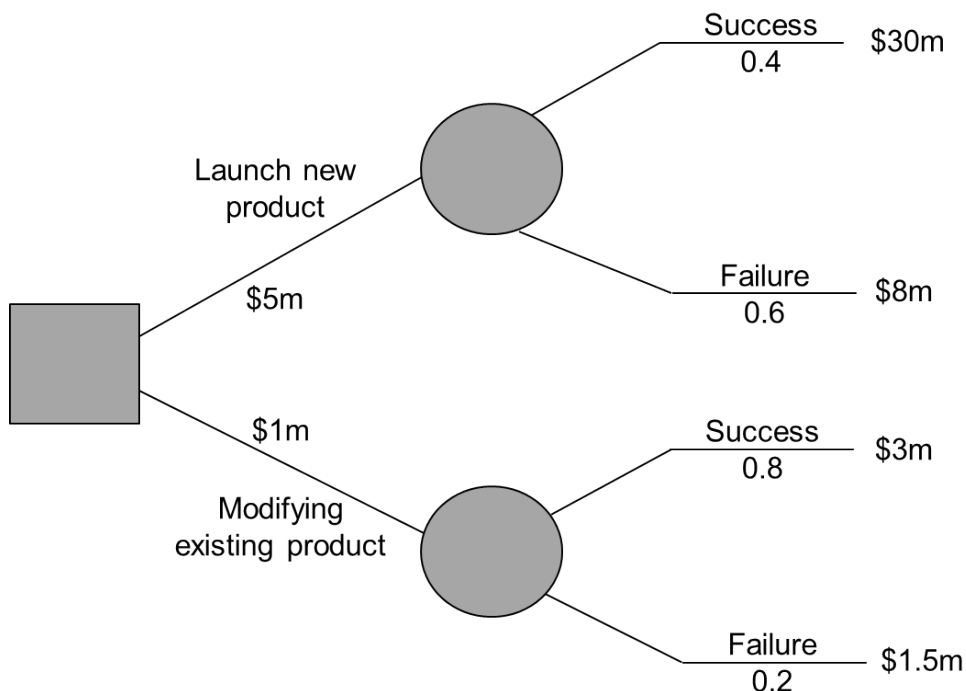 Success
0.4
$30m
Launch new
product
$5m
Failure
0.6
$8m
$1m
Modifying
existing product
Success
0.8
$3m
Failure
0.2
$1.5m